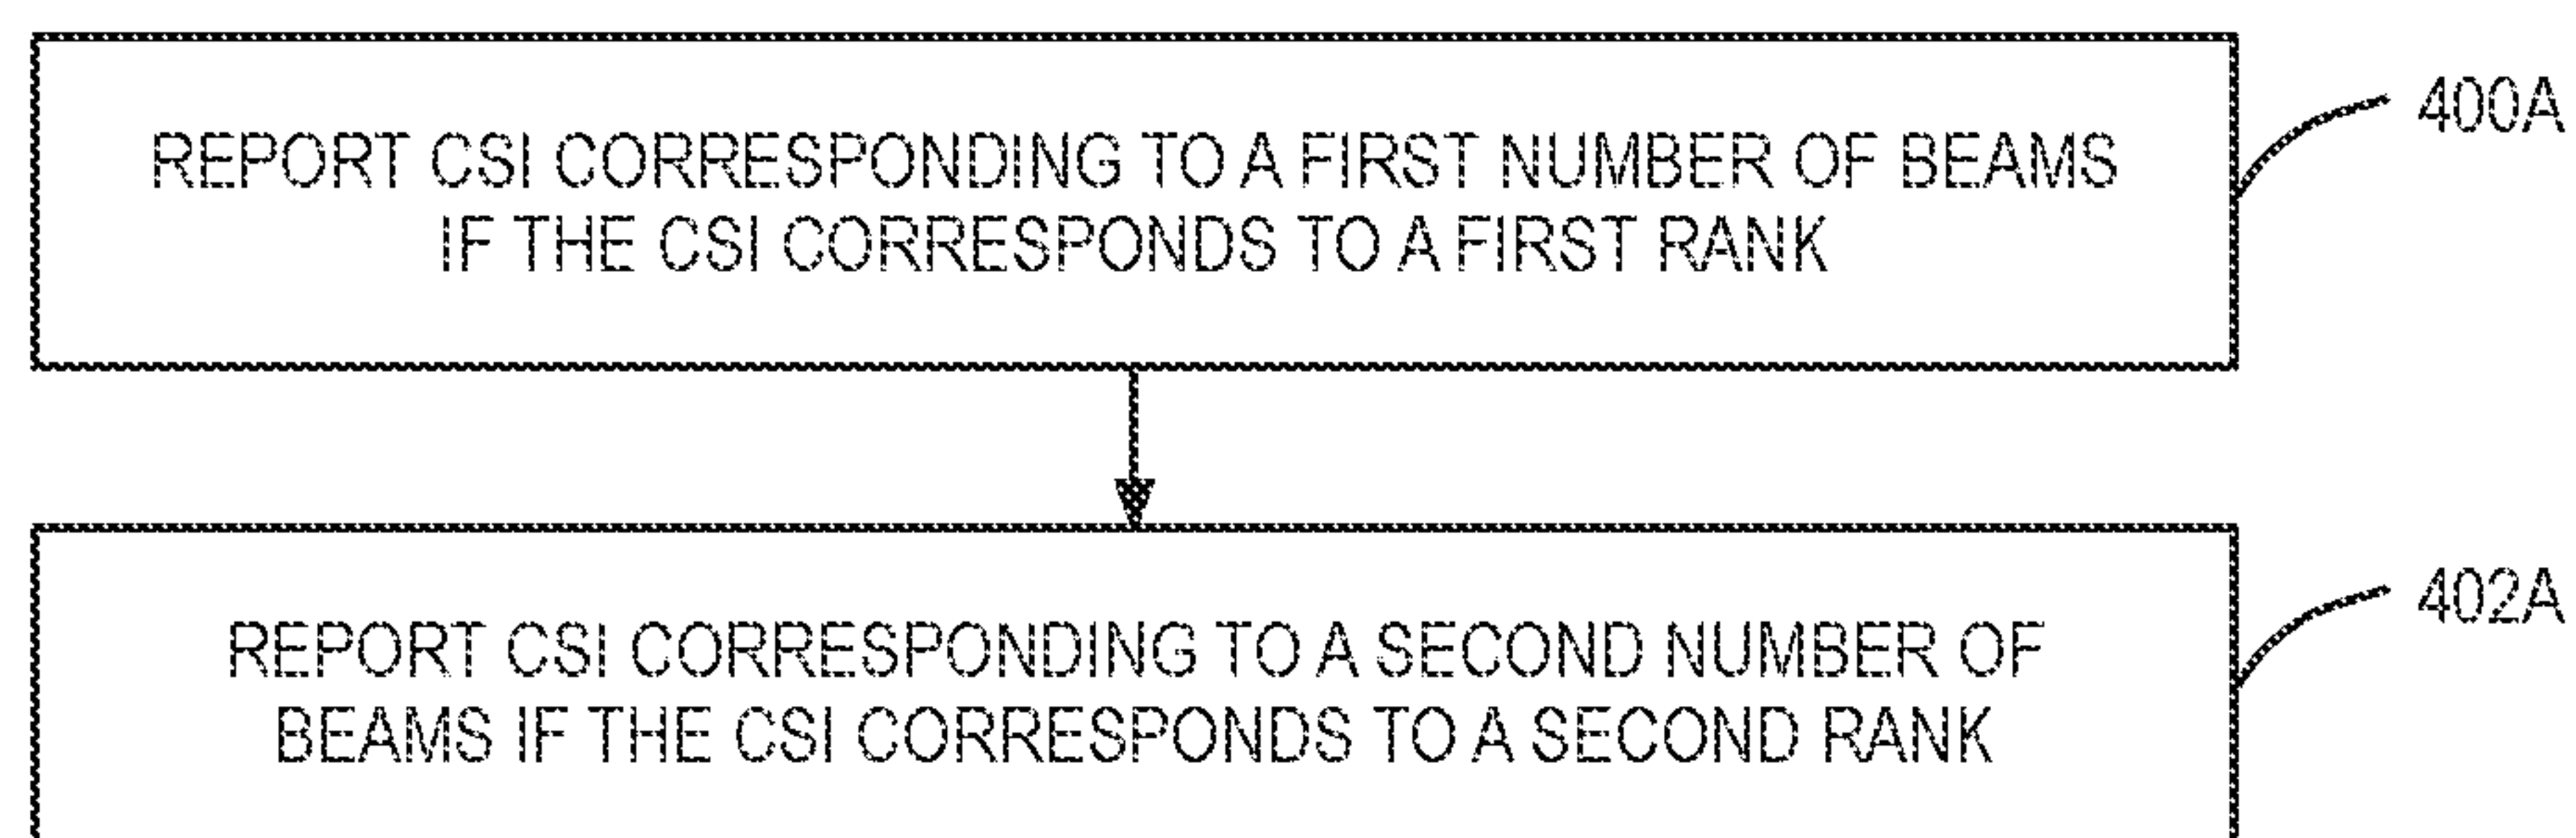 REPORT CSI CORRESPONDING TO A FIRST NUMBER OF BEAMS
IF THE CSI CORRESPONDS TO A FIRST RANK
400A
REPORT CSI CORRESPONDING TO A SECOND NUMBER OF
BEAMS IF THE CSI CORRESPONDS TO A SECOND RANK
402A